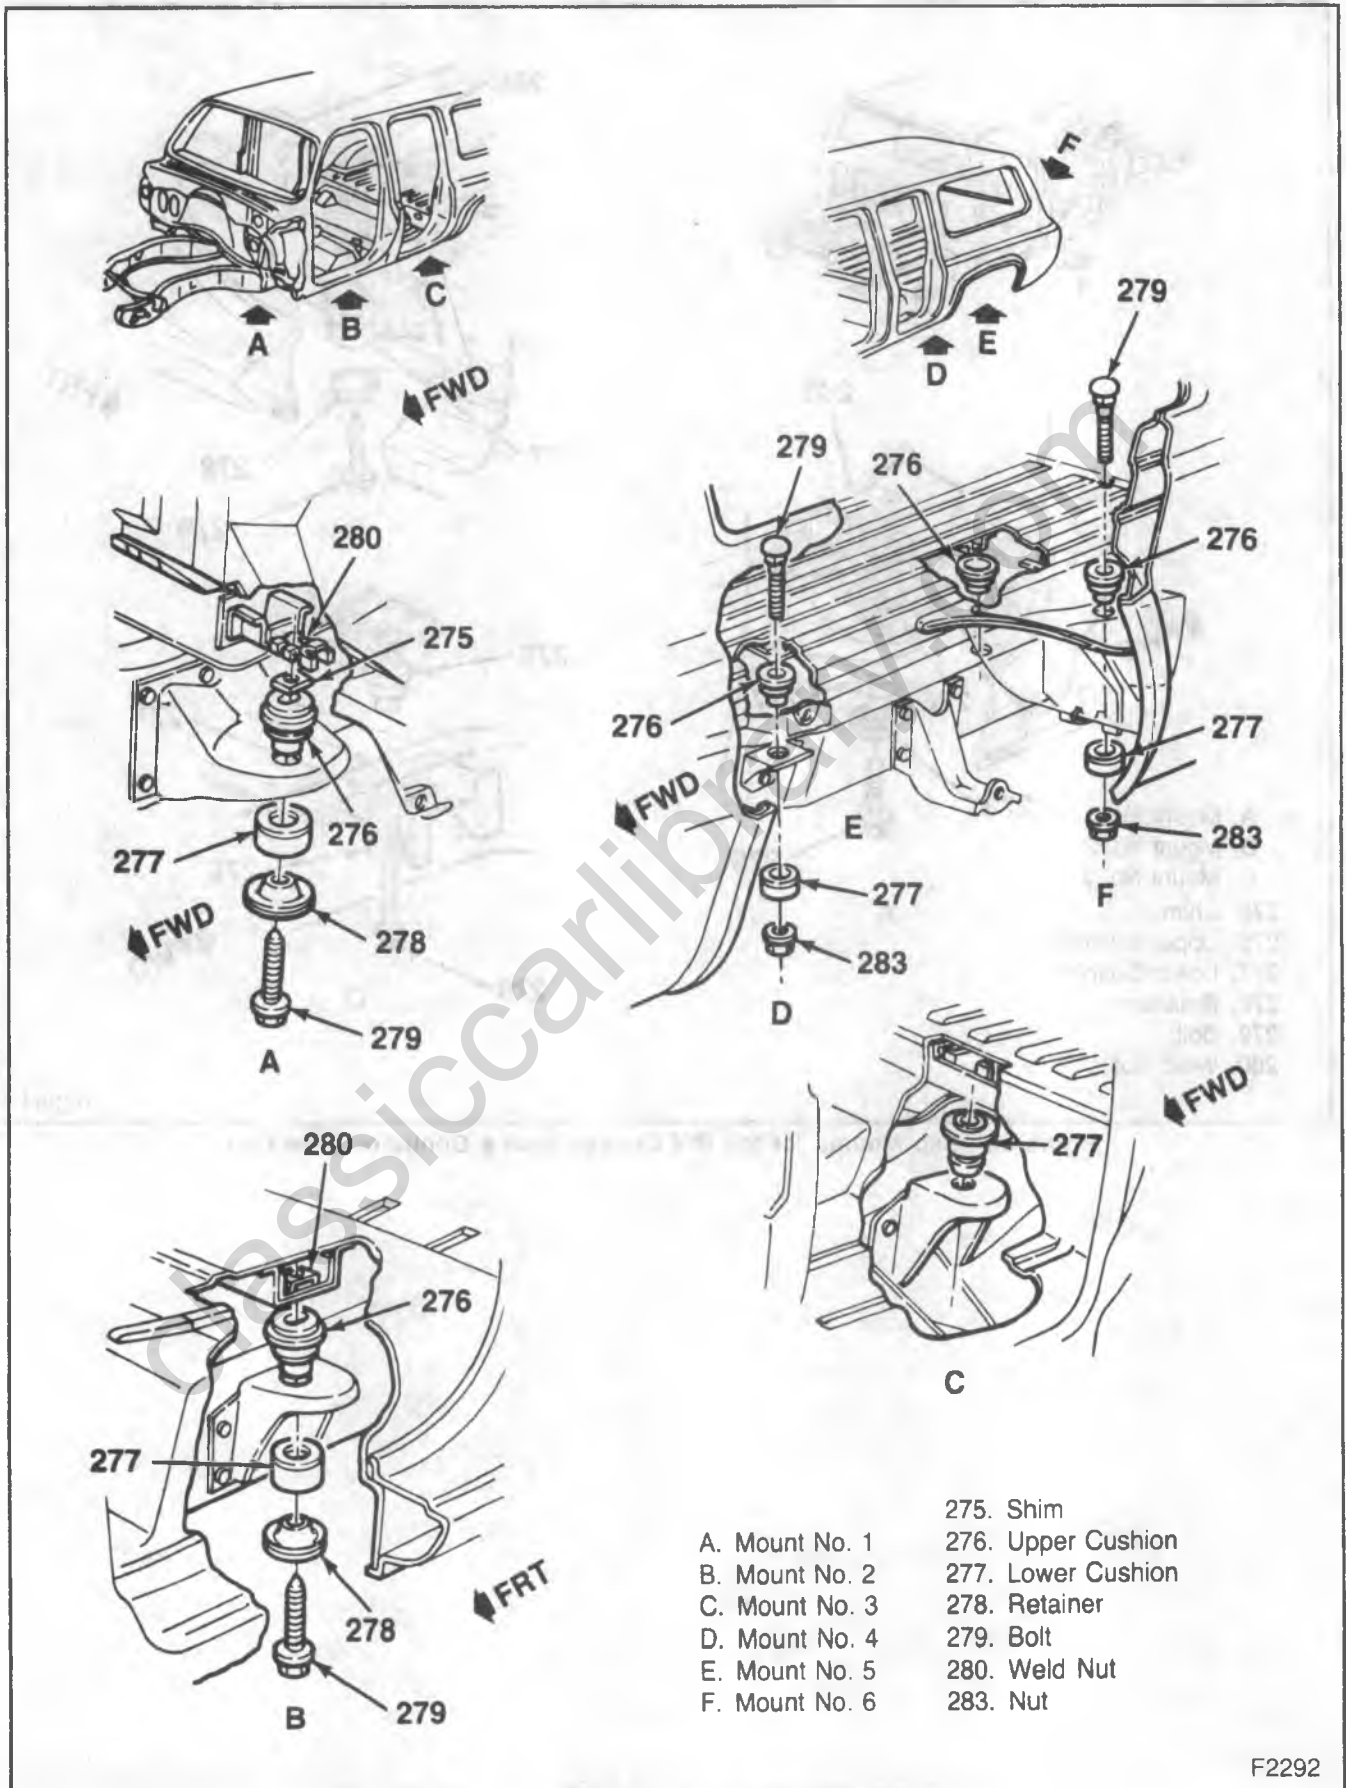 F
A
B
C
FWD
D
E
279
279
276
276
276
277
283
F
FWD
E
277
283
D
280
275
276
277
278
FWD
279
A
FWD
277
C
280
276
277
278
FRT
279
B
275. Shim
A. Mount No. 1 276. Upper Cushion
B. Mount No. 2 277. Lower Cushion
C. Mount No. 3 278. Retainer
D. Mount No. 4 279. Bolt
E. Mount No. 5 280. Weld Nut
F. Mount No. 6 283. Nut
F2292
classiccarlibrary.com